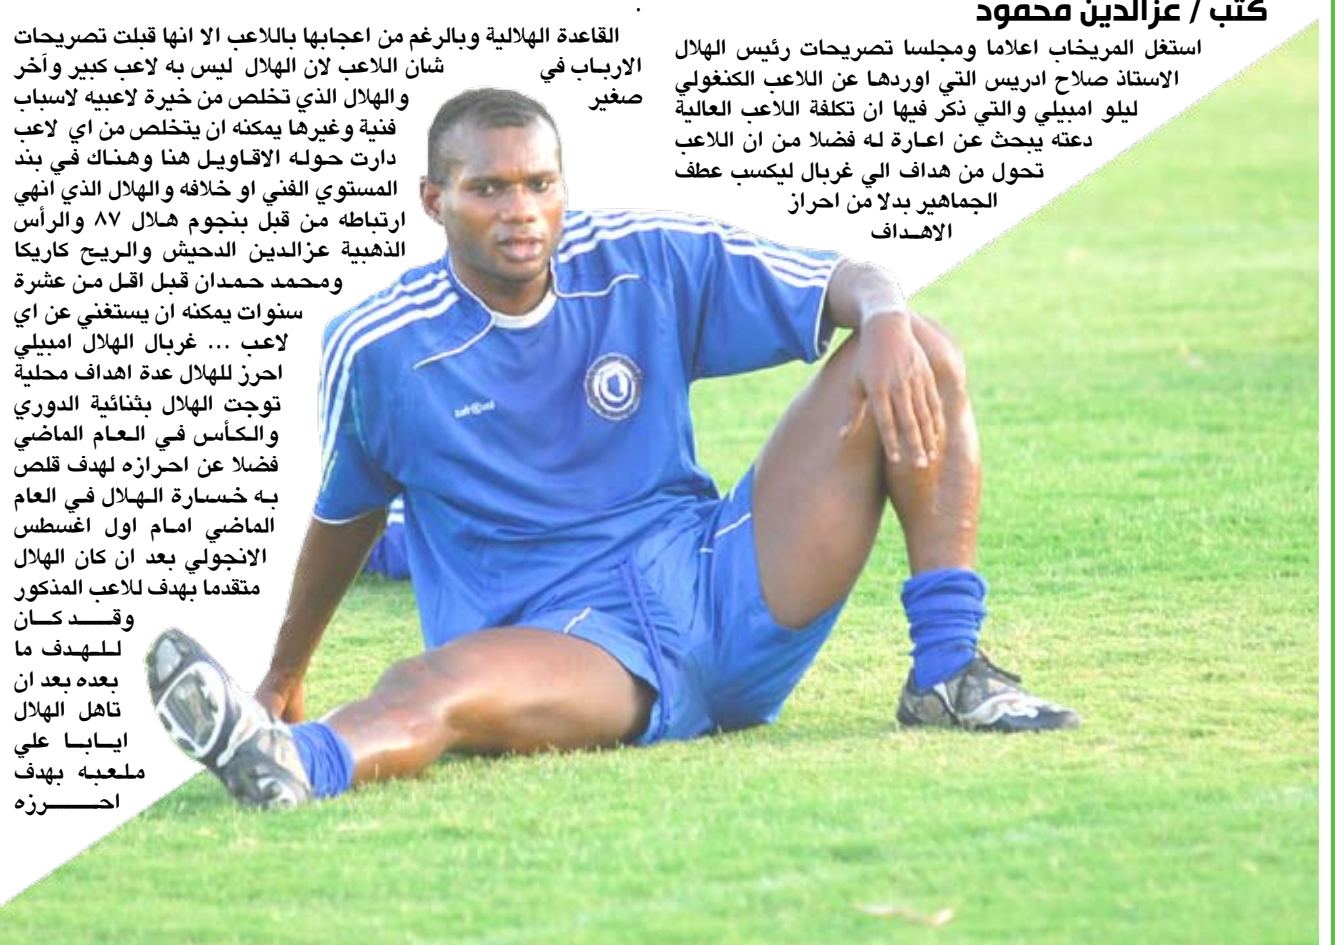 كتب / عزالدين محمود
استغل المريخاب اعلاما ومجلسا تصريحات رئيس الهلال
الاستاذ صلاح ادريس التي اوردها عن اللاعب الكنغولي
ليلو امبيلي والتي ذكر فيها ان تكلفة اللاعب العالية
دعته يبحث عن اعارة له فضلا من ان اللاعب
تحول من هداف الي غربال ليكسب عطف
الجماهير بدلا من احراز
الاهداف
.
القاعدة الهلالية وبالرغم من اعجابها باللاعب الا انها قبلت تصريحات
الارباب في شان اللاعب لان الهلال ليس به لاعب كبير وآخر
صغير والهلال الذي تخلص من خيرة لاعبيه لاسباب
فنية وغيرها يمكنه ان يتخلص من اي لاعب
دارت حوله الاقاويل هنا وهناك في بند
المستوي الفني او خلافه والهلال الذي انهي
ارتباطه من قبل بنجوم هلال ٨٧ والرأس
الذهبية عزالدين الدحيش والريح كاريكا
ومحمد حمدان قبل اقل من عشرة
سنوات يمكنه ان يستغني عن اي
لاعب ... غربال الهلال امبيلي
احرز للهلال عدة اهداف محلية
توجت الهلال بثنائية الدوري
والكأس في العام الماضي
فضلا عن احرازه لهدف قلص
به خسارة الهلال في العام
الماضي امام اول اغسطس
الانجولي بعد ان كان الهلال
متقدما بهدف للاعب المذكور
وقد كان
للهدف ما
بعده بعد ان
تاهل الهلال
ايابا علي
ملعبه بهدف
احرزه